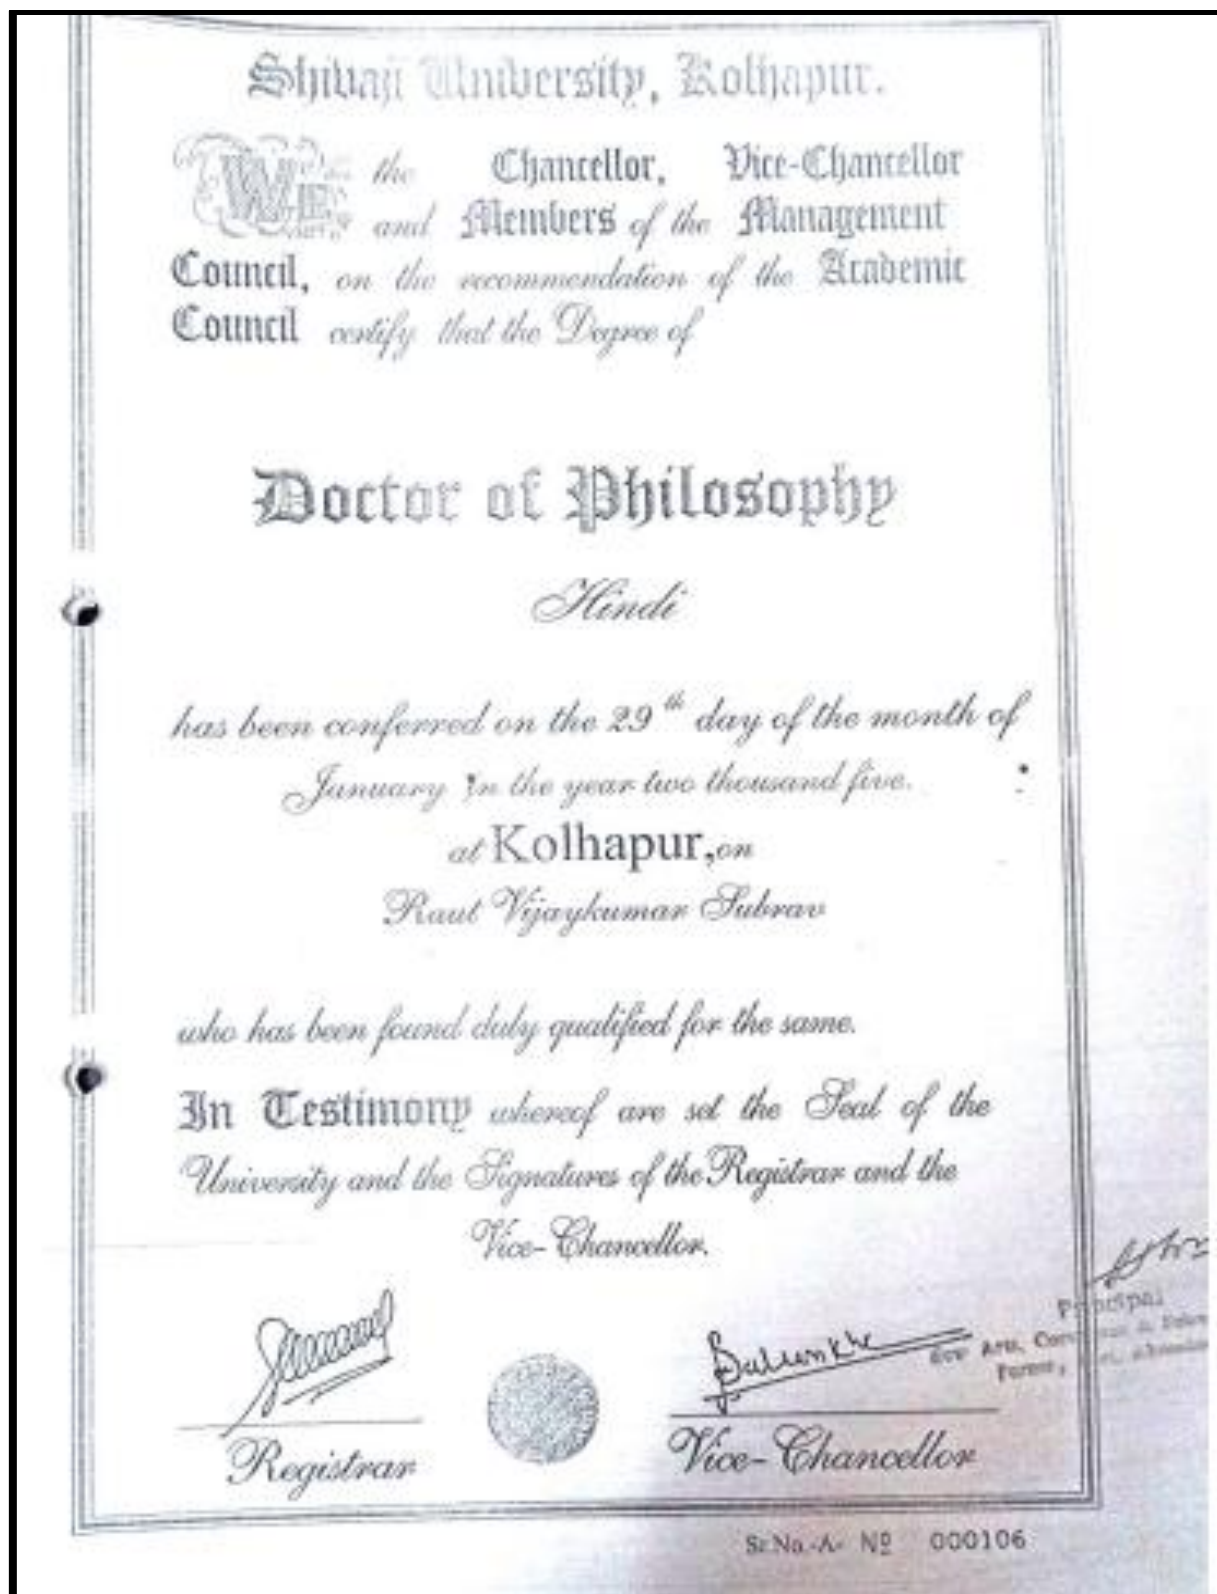 Shivaji University, Kolhapur.
WE the Chancellor, Vice-Chancellor
and Members of the Management
Council, on the recommendation of the Academic
Council certify that the Degree of
Doctor of Philosophy
Hindi
has been conferred on the 29th day of the month of
January In the year two thousand five.
at Kolhapur, on
Raut Vijaykumar Subrav
who has been found duly qualified for the same.
In Testimony whereof are set the Seal of the
University and the Signatures of the Registrar and the
Vice-Chancellor.
Principal
Arts,
Registrar
Vice-Chancellor
Sr.No.-A- Nº 000106